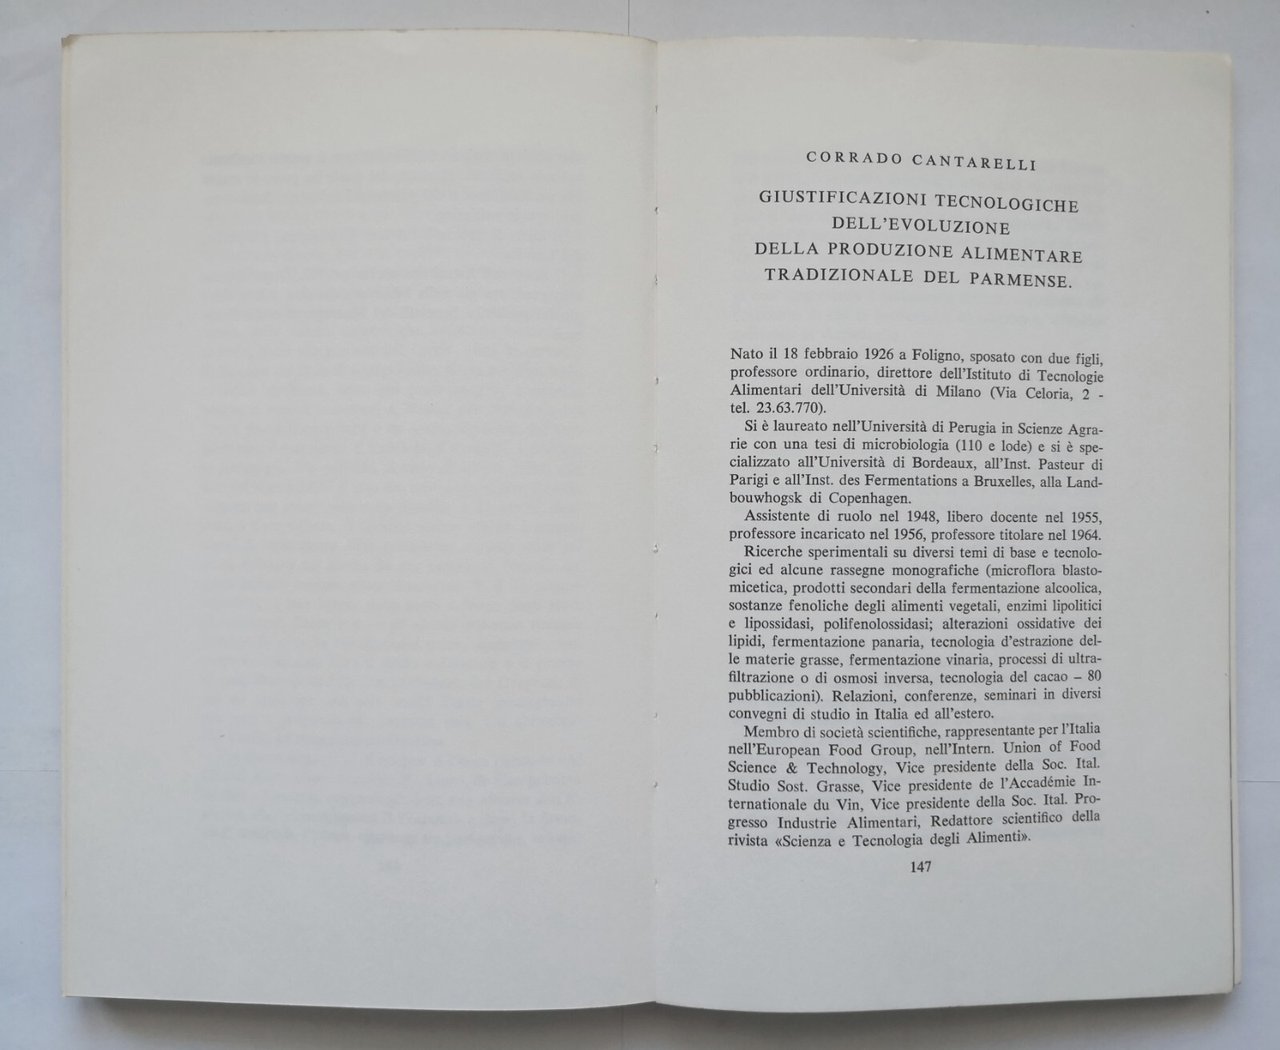 CORRADO CANTARELLI
GIUSTIFICAZIONI TECNOLOGICHE
DELL'EVOLUZIONE
DELLA PRODUZIONE ALIMENTARE
TRADIZIONALE DEL PARMENSE.
Nato il 18 febbraio 1926 a Foligno, sposato con due figli,
professore ordinario, direttore dell'Istituto di Tecnologie
Alimentari dell'Università di Milano (Via Celoria, 2 -
tel. 23.63.770).
Si è laureato nell'Università di Perugia in Scienze Agra-
rie con una tesi di microbiologia (110 e lode) e si è spe-
cializzato all'Università di Bordeaux, all'Inst. Pasteur di
Parigi e all'Inst. des Fermentations a Bruxelles, alla Land-
bouwhogsk di Copenhagen.
Assistente di ruolo nel 1948, libero docente nel 1955,
professore incaricato nel 1956, professore titolare nel 1964.
Ricerche sperimentali su diversi temi di base e tecnolo-
gici ed alcune rassegne monografiche (microflora blasto-
micetica, prodotti secondari della fermentazione alcoolica,
sostanze fenoliche degli alimenti vegetali, enzimi lipolitici
e lipossidasi, polifenolossidasi; alterazioni ossidative dei
lipidi, fermentazione panaria, tecnologia d'estrazione del-
le materie grasse, fermentazione vinaria, processi di ultra-
filtrazione o di osmosi inversa, tecnologia del cacao – 80
pubblicazioni). Relazioni, conferenze, seminari in diversi
convegni di studio in Italia ed all'estero.
Membro di società scientifiche, rappresentante per l'Italia
nell'European Food Group, nell'Intern. Union of Food
Science & Technology, Vice presidente della Soc. Ital.
Studio Sost. Grasse, Vice presidente de l'Accadémie In-
ternationale du Vin, Vice presidente della Soc. Ital. Pro-
gresso Industrie Alimentari, Redattore scientifico della
rivista «Scienza e Tecnologia degli Alimenti».
147